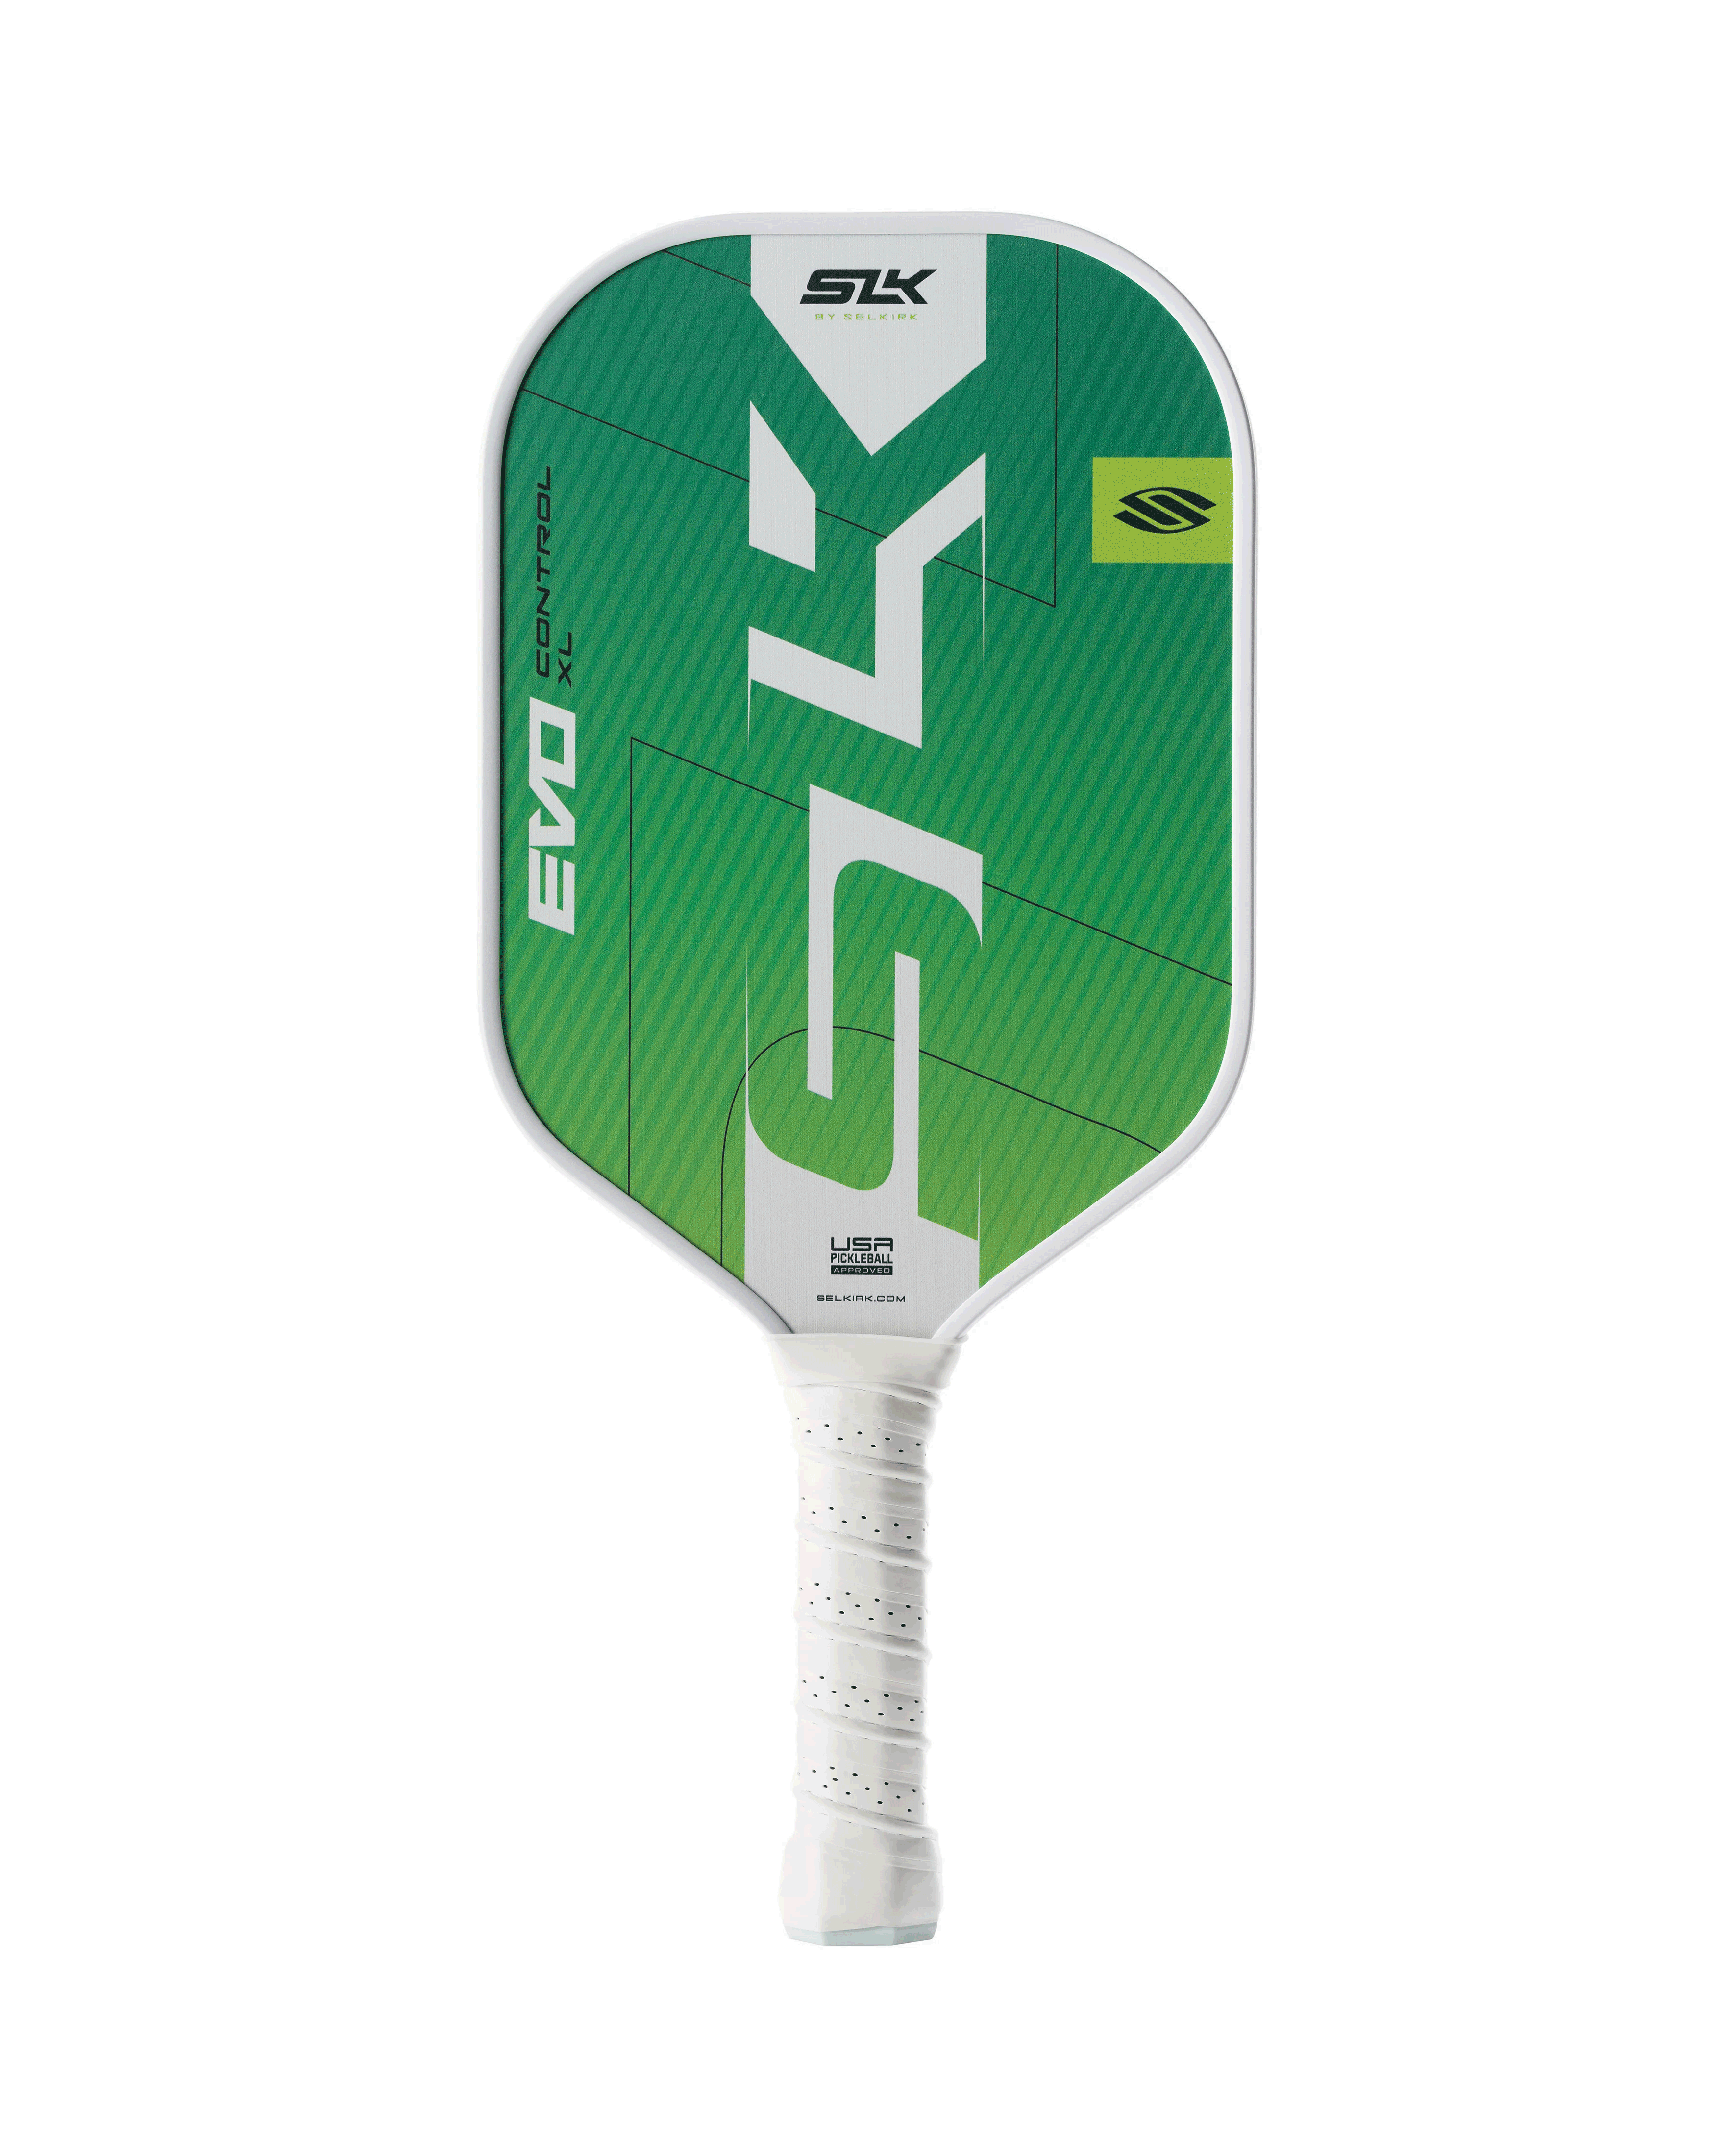 SLK
BY SELKIRK
SLK
EVO CONTROL
XL
USA
PICKLEBALL
APPROVED
SELKIRK.COM